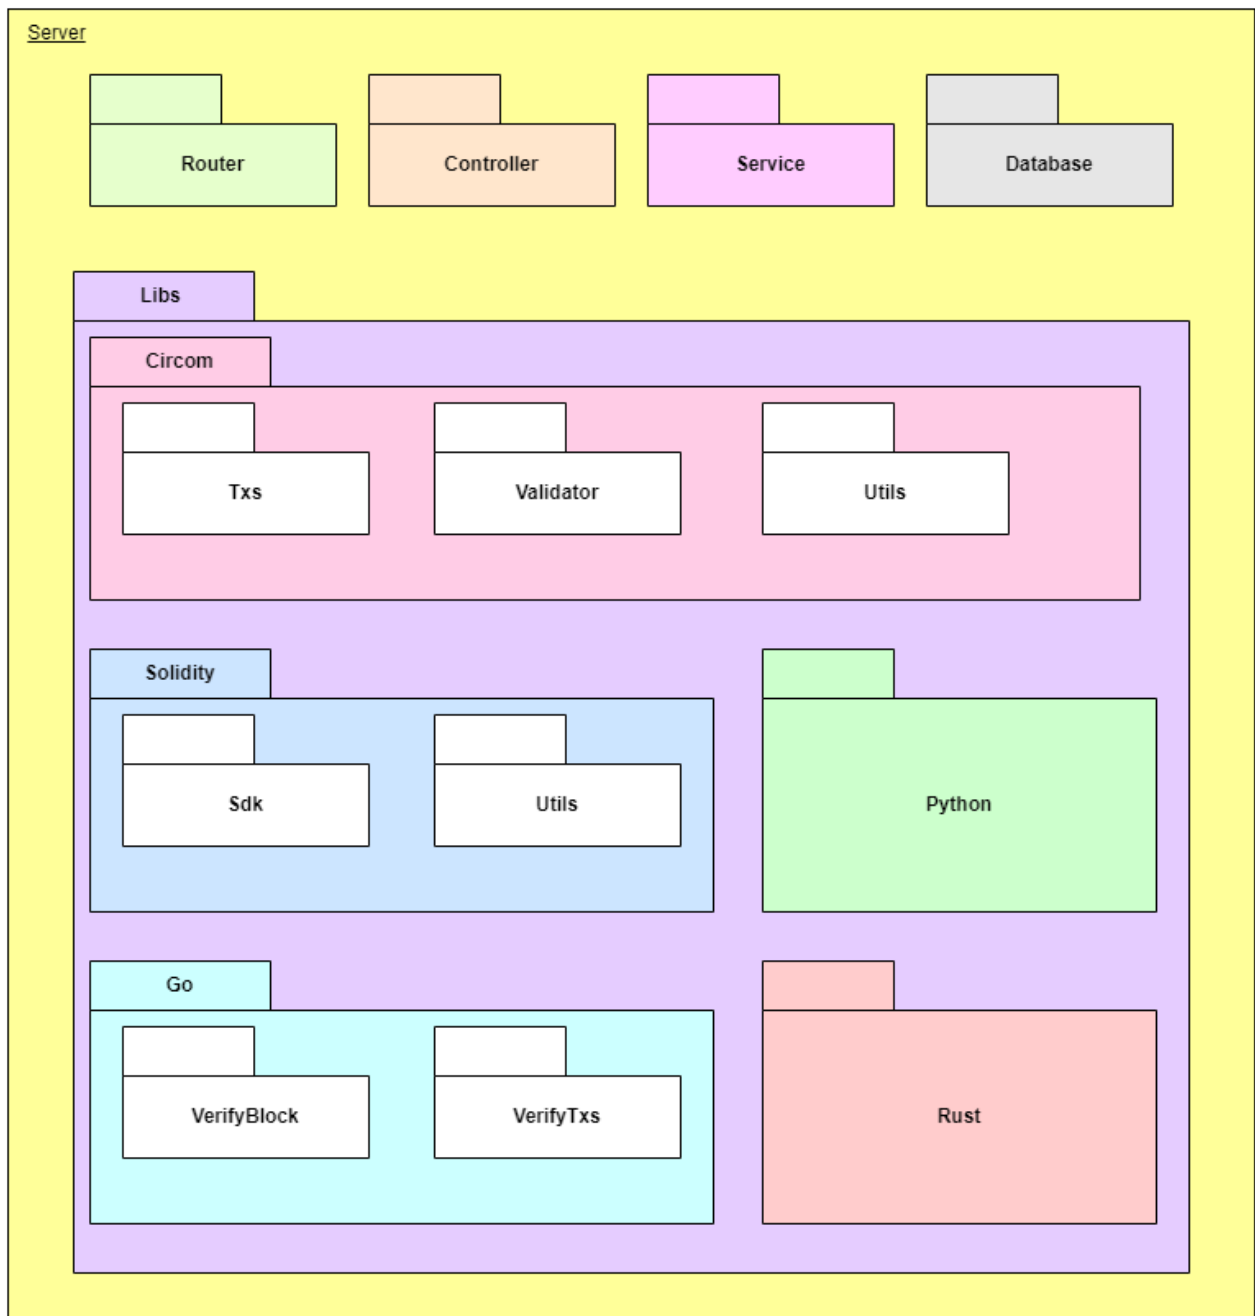 Server
Router
Controller
Service
Database
Libs
Circom
Txs
Validator
Utils
Solidity
Sdk
Utils
Python
Go
VerifyBlock
VerifyTxs
Rust